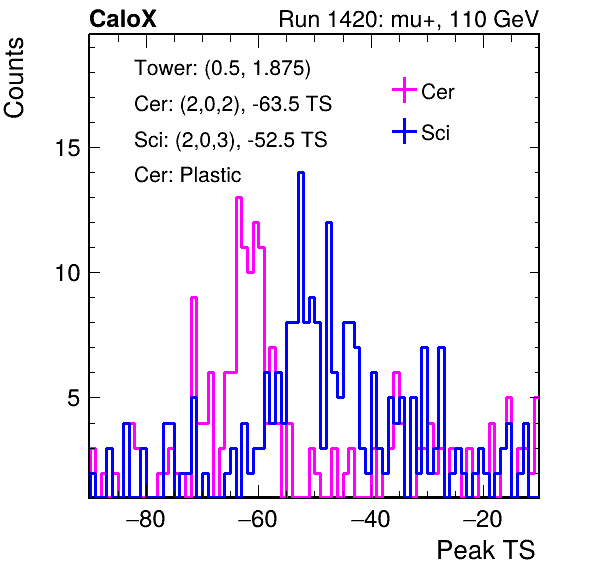 CaloX Run 1420: mu+, 110 GeV
Counts
Tower: (0.5, 1.875)
Cer: (2,0,2), -63.5 TS
Sci: (2,0,3), -52.5 TS
Cer: Plastic
Cer
Sci
15
10
5
−80 −60 −40 −20
Peak TS